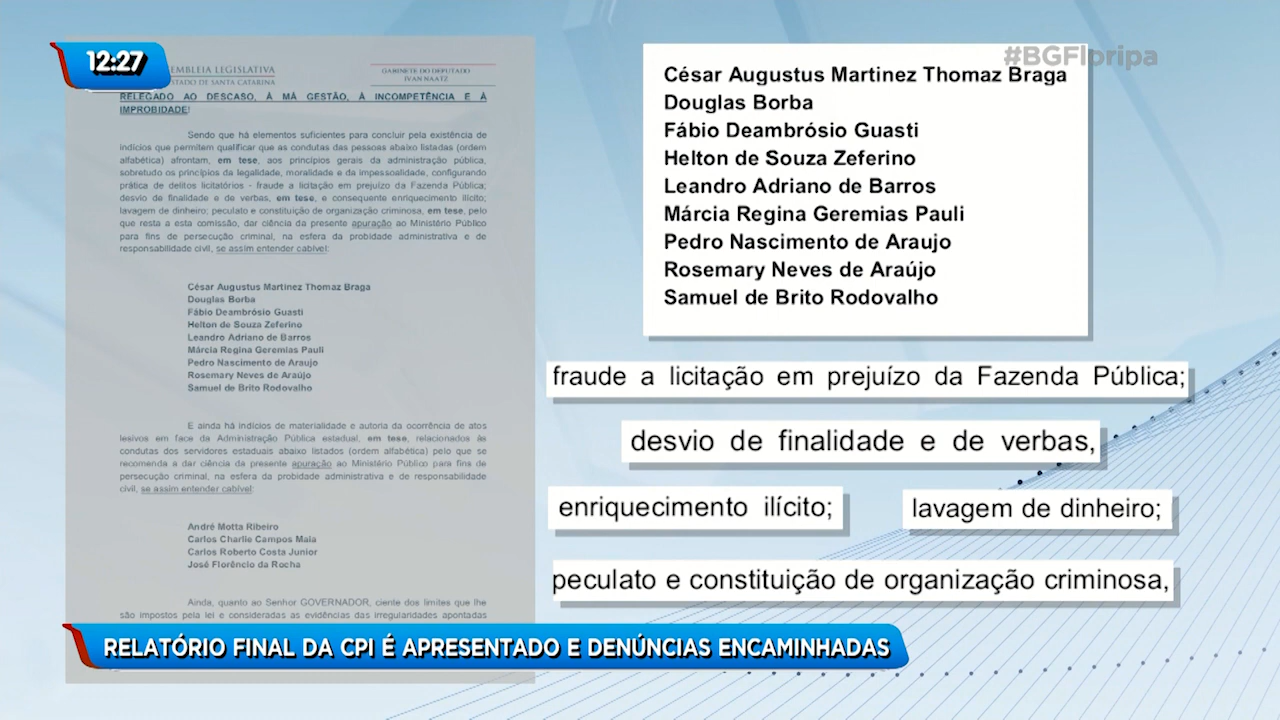 12:27
#BGFloripa
EMBLEIA LEGISLATIVA
ESTADO DE SANTA CATARINA
GABINETE DO DEPUTADO
IVAN NAATZ
RELEGADO AO DESCASO, À MÁ GESTÃO, À INCOMPETÊNCIA E À
IMPROBIDADE!
Sendo que há elementos suficientes para concluir pela existência de
indícios que permitem qualificar que as condutas das pessoas abaixo listadas (ordem
alfabética) afrontam, em tese, aos princípios gerais da administração pública,
sobretudo os princípios da legalidade, moralidade e da impessoalidade, configurando
prática de delitos licitatórios - fraude a licitação em prejuízo da Fazenda Pública;
desvio de finalidade e de verbas, em tese, e consequente enriquecimento ilícito;
lavagem de dinheiro; peculato e constituição de organização criminosa, em tese, pelo
que resta a esta comissão, dar ciência da presente apuração ao Ministério Público
para fins de persecução criminal, na esfera da probidade administrativa e de
responsabilidade civil, se assim entender cabível:
César Augustus Martinez Thomaz Braga
Douglas Borba
Fábio Deambrósio Guasti
Helton de Souza Zeferino
Leandro Adriano de Barros
Márcia Regina Geremias Pauli
Pedro Nascimento de Araujo
Rosemary Neves de Araújo
Samuel de Brito Rodovalho
E ainda há indícios de materialidade e autoria da ocorrência de atos
lesivos em face da Administração Pública estadual, em tese, relacionados às
condutas dos servidores estaduais abaixo listados (ordem alfabética) pelo que se
recomenda a dar ciência da presente apuração ao Ministério Público para fins de
persecução criminal, na esfera da probidade administrativa e de responsabilidade
civil, se assim entender cabível:
André Motta Ribeiro
Carlos Charlie Campos Maia
Carlos Roberto Costa Junior
José Florêncio da Rocha
Ainda, quanto ao Senhor GOVERNADOR, ciente dos limites que lhe
são impostos pela lei e consideradas as evidências das irregularidades apontadas
César Augustus Martinez Thomaz Braga
Douglas Borba
Fábio Deambrósio Guasti
Helton de Souza Zeferino
Leandro Adriano de Barros
Márcia Regina Geremias Pauli
Pedro Nascimento de Araujo
Rosemary Neves de Araújo
Samuel de Brito Rodovalho
fraude a licitação em prejuízo da Fazenda Pública;
desvio de finalidade e de verbas,
enriquecimento ilícito;
lavagem de dinheiro;
peculato e constituição de organização criminosa,
RELATÓRIO FINAL DA CPI É APRESENTADO E DENÚNCIAS ENCAMINHADAS